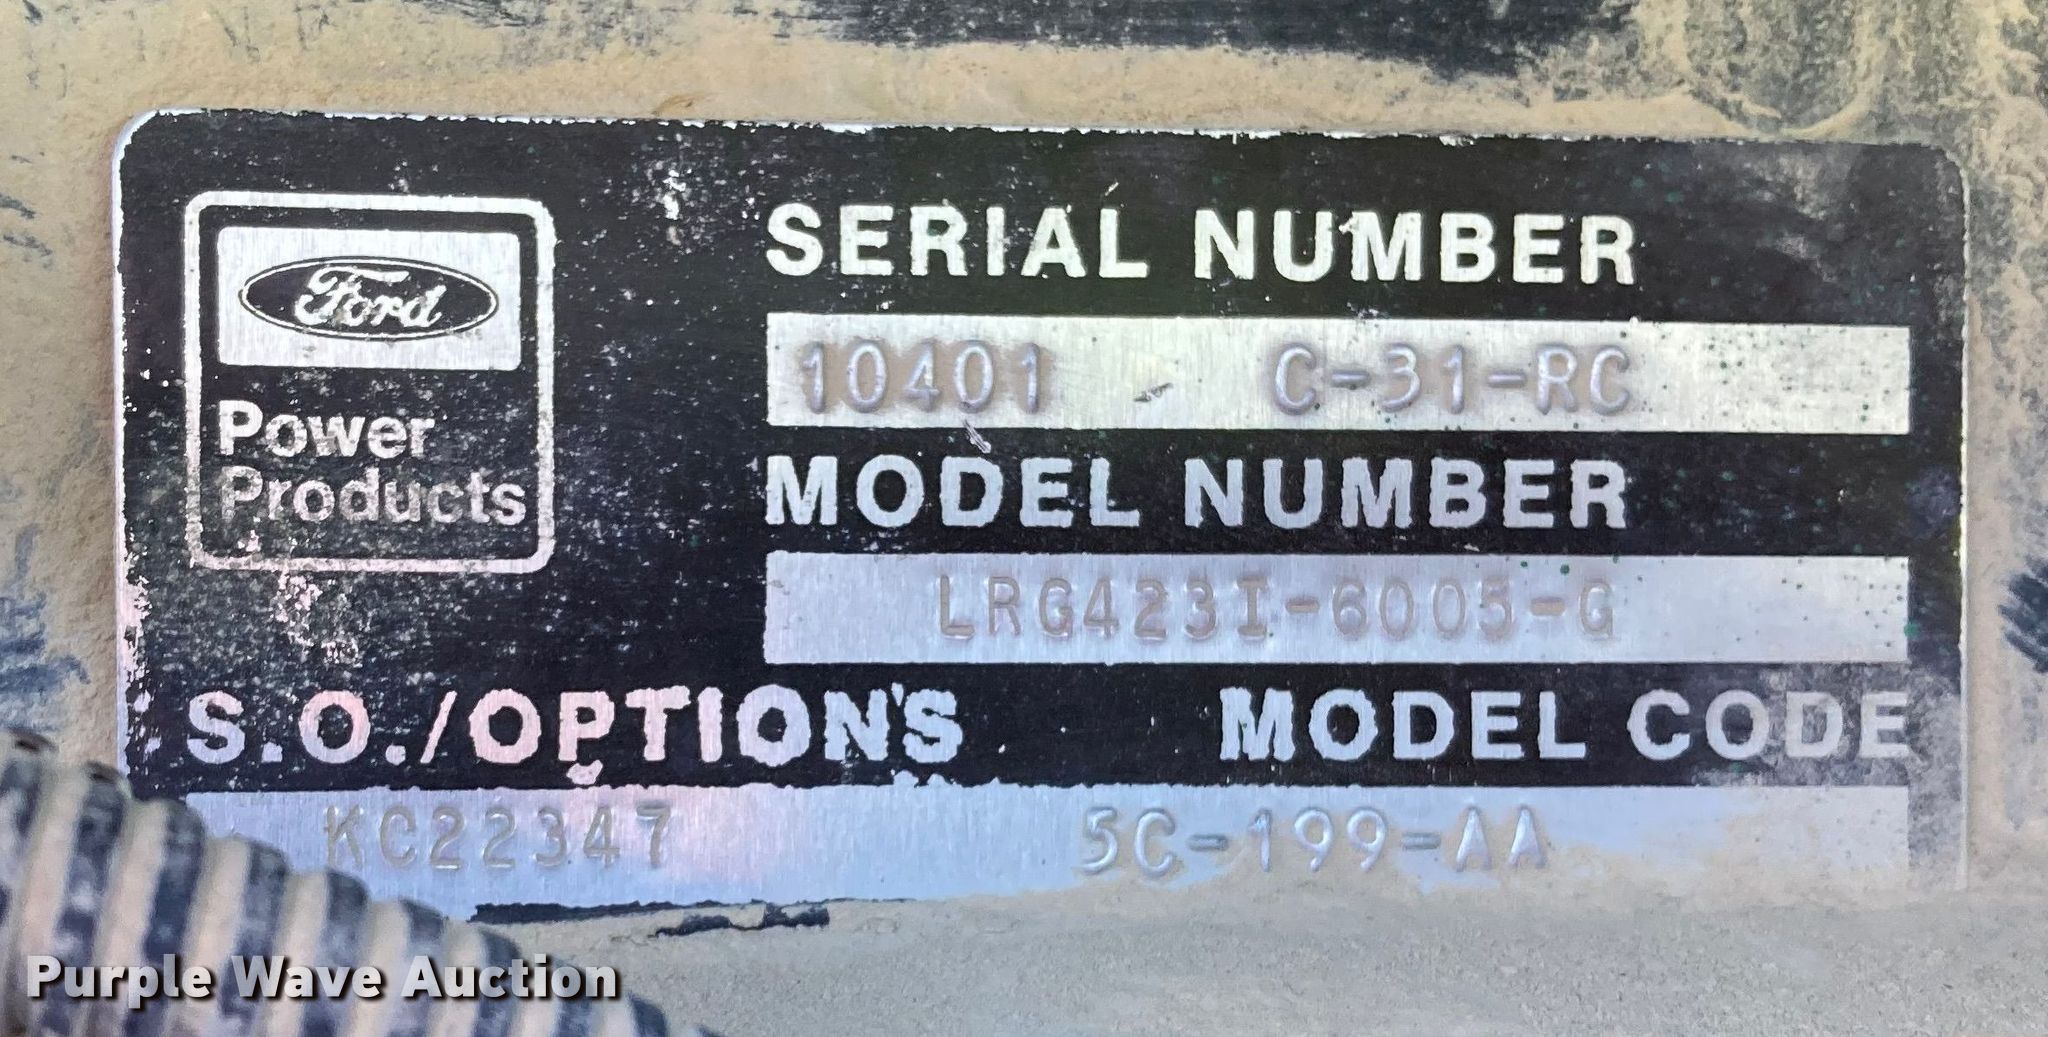 Ford
Power
Products
SERIAL NUMBER
10401 C-31-RC
MODEL NUMBER
LRG423I-6005-G
S.O./OPTION'S MODEL CODE
KC22347 5C-199-AA
Purple Wave Auction